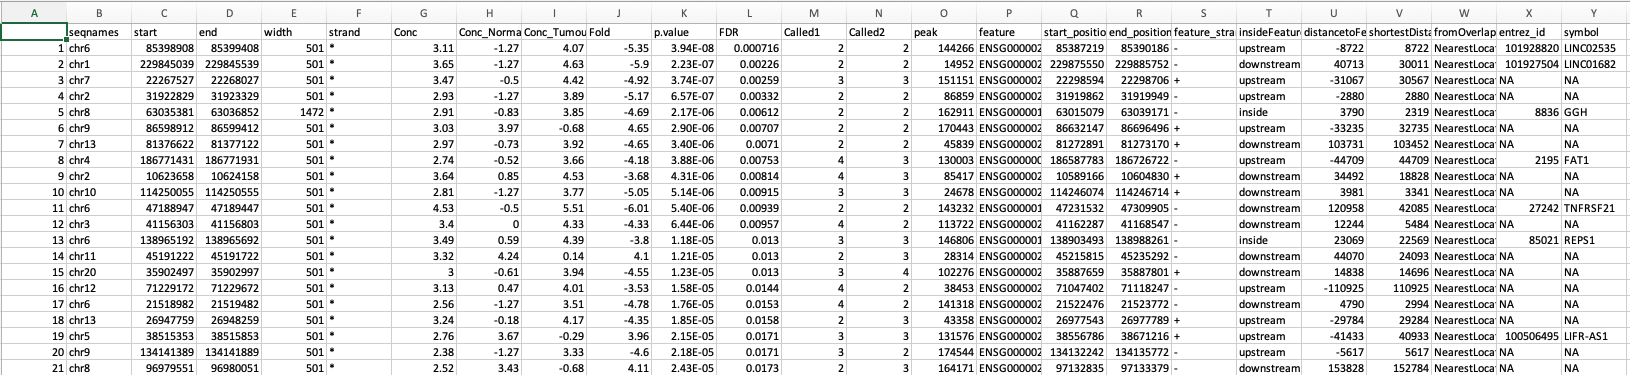 A B C D E F G H I J K L M N O P Q R S T U V W X Y
seqnames start end width strand Conc Conc_Norma Conc_Tumou Fold p.value FDR Called1 Called2 peak feature start_positio end_position feature_stra insideFeatur distancetoFe shortestDista fromOverlap entrez_id symbol
1 chr6 85398908 85399408 501 * 3.11 -1.27 4.07 -5.35 3.94E-08 0.000716 2 2 144266 ENSG000002 85387219 85390186 - upstream -8722 8722 NearestLoca 101928820 LINC02535
2 chr1 229845039 229845539 501 * 3.65 -1.27 4.63 -5.9 2.23E-07 0.00226 2 2 14952 ENSG000002 229875550 229885752 - downstream 40713 30011 NearestLoca 101927504 LINC01682
3 chr7 22267527 22268027 501 * 3.47 -0.5 4.42 -4.92 3.74E-07 0.00259 3 3 151151 ENSG000002 22298594 22298706 + upstream -31067 30567 NearestLoca NA NA
4 chr2 31922829 31923329 501 * 2.93 -1.27 3.89 -5.17 6.57E-07 0.00332 2 2 86859 ENSG000002 31919862 31919949 - upstream -2880 2880 NearestLoca NA NA
5 chr8 63035381 63036852 1472 * 2.91 -0.83 3.85 -4.69 2.17E-06 0.00612 2 2 162911 ENSG000001 63015079 63039171 - inside 3790 2319 NearestLoca 8836 GGH
6 chr9 86598912 86599412 501 * 3.03 3.97 -0.68 4.65 2.90E-06 0.00707 2 2 170443 ENSG000002 86632147 86696496 + upstream -33235 32735 NearestLoca NA NA
7 chr13 81376622 81377122 501 * 2.97 -0.73 3.92 -4.65 3.40E-06 0.0071 2 2 45839 ENSG000002 81272891 81273170 + downstream 103731 103452 NearestLoca NA NA
8 chr4 186771431 186771931 501 * 2.74 -0.52 3.66 -4.18 3.88E-06 0.00753 4 3 130003 ENSG000000 186587783 186726722 - upstream -44709 44709 NearestLoca 2195 FAT1
9 chr2 10623658 10624158 501 * 3.64 0.85 4.53 -3.68 4.31E-06 0.00814 4 3 85417 ENSG000002 10589166 10604830 + downstream 34492 18828 NearestLoca NA NA
10 chr10 114250055 114250555 501 * 2.81 -1.27 3.77 -5.05 5.14E-06 0.00915 3 3 24678 ENSG000002 114246074 114246714 + downstream 3981 3341 NearestLoca NA NA
11 chr6 47188947 47189447 501 * 4.53 -0.5 5.51 -6.01 5.40E-06 0.00939 2 2 143232 ENSG000001 47231532 47309905 - downstream 120958 42085 NearestLoca 27242 TNFRSF21
12 chr3 41156303 41156803 501 * 3.4 0 4.33 -4.33 6.44E-06 0.00957 4 2 113722 ENSG000002 41162287 41168547 - downstream 12244 5484 NearestLoca NA NA
13 chr6 138965192 138965692 501 * 3.49 0.59 4.39 -3.8 1.18E-05 0.013 3 3 146806 ENSG000001 138903493 138988261 - inside 23069 22569 NearestLoca 85021 REPS1
14 chr11 45191222 45191722 501 * 3.32 4.24 0.14 4.1 1.21E-05 0.013 2 3 28314 ENSG000002 45215815 45235292 - downstream 44070 24093 NearestLoca NA NA
15 chr20 35902497 35902997 501 * 3 -0.61 3.94 -4.55 1.23E-05 0.013 3 4 102276 ENSG000002 35887659 35887801 + downstream 14838 14696 NearestLoca NA NA
16 chr12 71229172 71229672 501 * 3.13 0.47 4.01 -3.53 1.58E-05 0.0144 4 2 38453 ENSG000002 71047402 71118247 - upstream -110925 110925 NearestLoca NA NA
17 chr6 21518982 21519482 501 * 2.56 -1.27 3.51 -4.78 1.76E-05 0.0153 4 2 141318 ENSG000002 21522476 21523772 - downstream 4790 2994 NearestLoca NA NA
18 chr13 26947759 26948259 501 * 3.24 -0.18 4.17 -4.35 1.85E-05 0.0158 2 3 43358 ENSG000002 26977543 26977789 + upstream -29784 29284 NearestLoca NA NA
19 chr5 38515353 38515853 501 * 2.76 3.67 -0.29 3.96 2.15E-05 0.0171 3 3 131576 ENSG000002 38556786 38671216 + upstream -41433 40933 NearestLoca 100506495 LIFR-AS1
20 chr9 134141389 134141889 501 * 2.38 -1.27 3.33 -4.6 2.18E-05 0.0171 3 2 174544 ENSG000002 134132242 134135772 - upstream -5617 5617 NearestLoca NA NA
21 chr8 96979551 96980051 501 * 2.52 3.43 -0.68 4.11 2.43E-05 0.0173 2 3 164171 ENSG000002 97132835 97133379 - downstream 153828 152784 NearestLoca NA NA